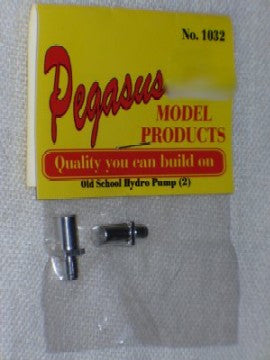 No. 1032
Pegasus
MODEL
PRODUCTS
Quality you can build on
Old School Hydro Pump (2)